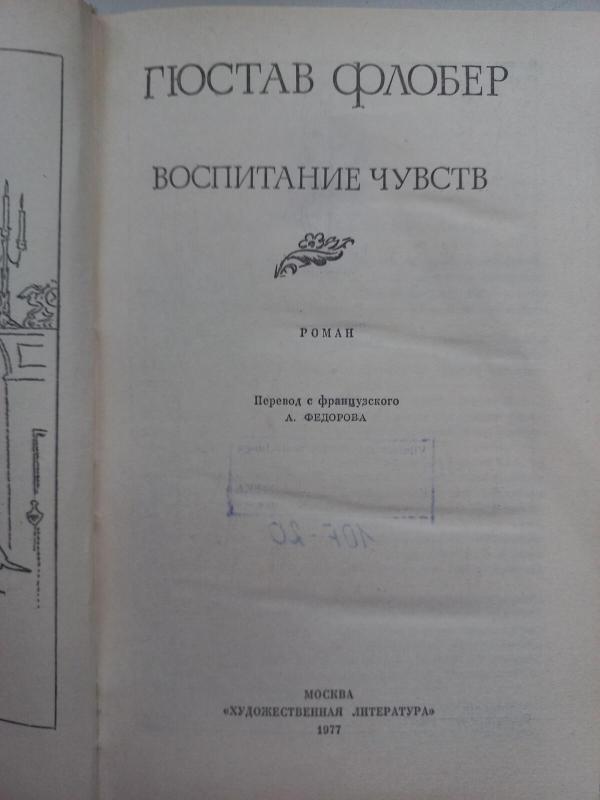 ГЮСТАВ ФЛОБЕР
ВОСПИТАНИЕ ЧУВСТВ
РОМАН
Перевод с французского
А. ФЕДОРОВА
МОСКВА
«ХУДОЖЕСТВЕННАЯ ЛИТЕРАТУРА»
1977